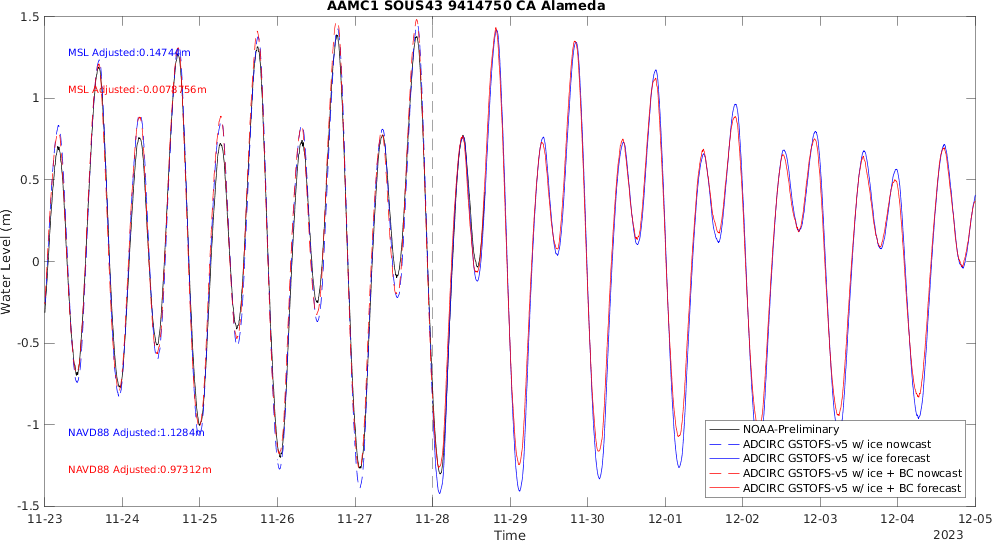 AAMC1 SOUS43 9414750 CA Alameda
1.5
1
0.5
0
-0.5
-1
-1.5
Water Level (m)
MSL Adjusted:0.14744m
MSL Adjusted:-0.0078756m
NAVD88 Adjusted:1.1284m
NAVD88 Adjusted:0.97312m
NOAA-Preliminary
ADCIRC GSTOFS-v5 w/ ice nowcast
ADCIRC GSTOFS-v5 w/ ice forecast
ADCIRC GSTOFS-v5 w/ ice + BC nowcast
ADCIRC GSTOFS-v5 w/ ice + BC forecast
11-23 11-24 11-25 11-26 11-27 11-28 11-29 11-30 12-01 12-02 12-03 12-04 12-05
Time
2023